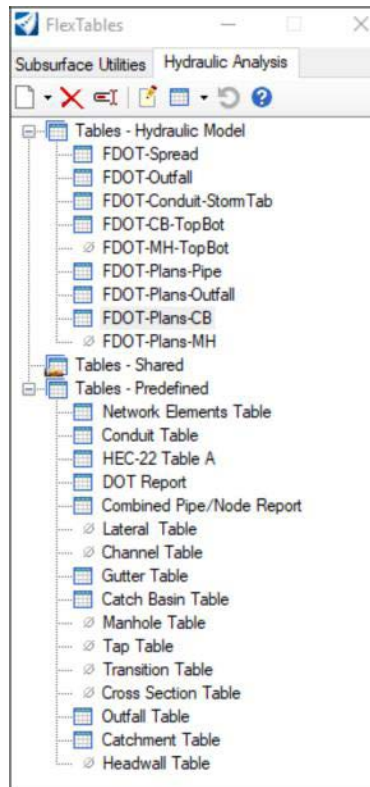 FlexTables
Subsurface Utilities Hydraulic Analysis
Tables - Hydraulic Model
FDOT-Spread
FDOT-Outfall
FDOT-Conduit-StormTab
FDOT-CB-TopBot
FDOT-MH-TopBot
FDOT-Plans-Pipe
FDOT-Plans-Outfall
FDOT-Plans-CB
FDOT-Plans-MH
Tables - Shared
Tables - Predefined
Network Elements Table
Conduit Table
HEC-22 Table A
DOT Report
Combined Pipe/Node Report
Lateral Table
Channel Table
Gutter Table
Catch Basin Table
Manhole Table
Tap Table
Transition Table
Cross Section Table
Outfall Table
Catchment Table
Headwall Table